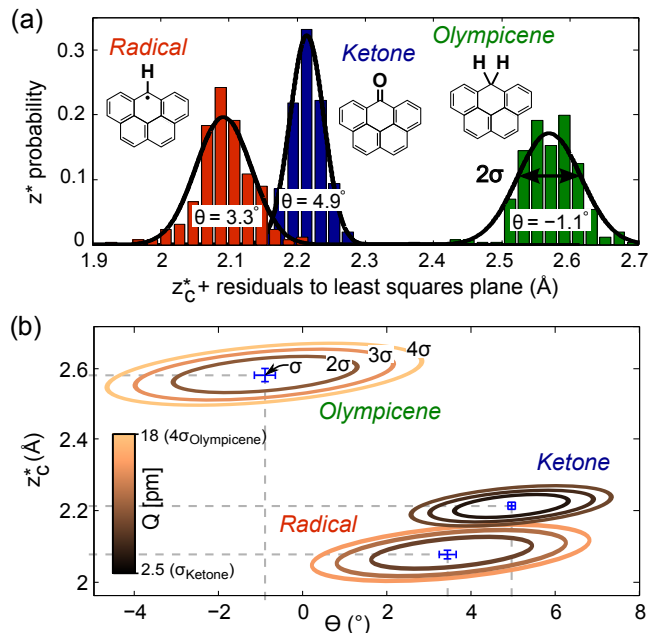 (a)
Radical
Ketone
Olympicene
H
O
H H
z* probability
0.3
0.2
0.1
0
2σ
θ = 3.3°
θ = 4.9°
θ = −1.1°
1.9 2 2.1 2.2 2.3 2.4 2.5 2.6 2.7
z*C + residuals to least squares plane (Å)
(b)
z*C (Å)
2.6
2.4
2.2
2
σ 2σ 3σ 4σ
Olympicene
18 (4σOlympicene)
Q [pm]
2.5 (σKetone)
Ketone
Radical
−4 −2 0 2 4 6 8
Θ (°)